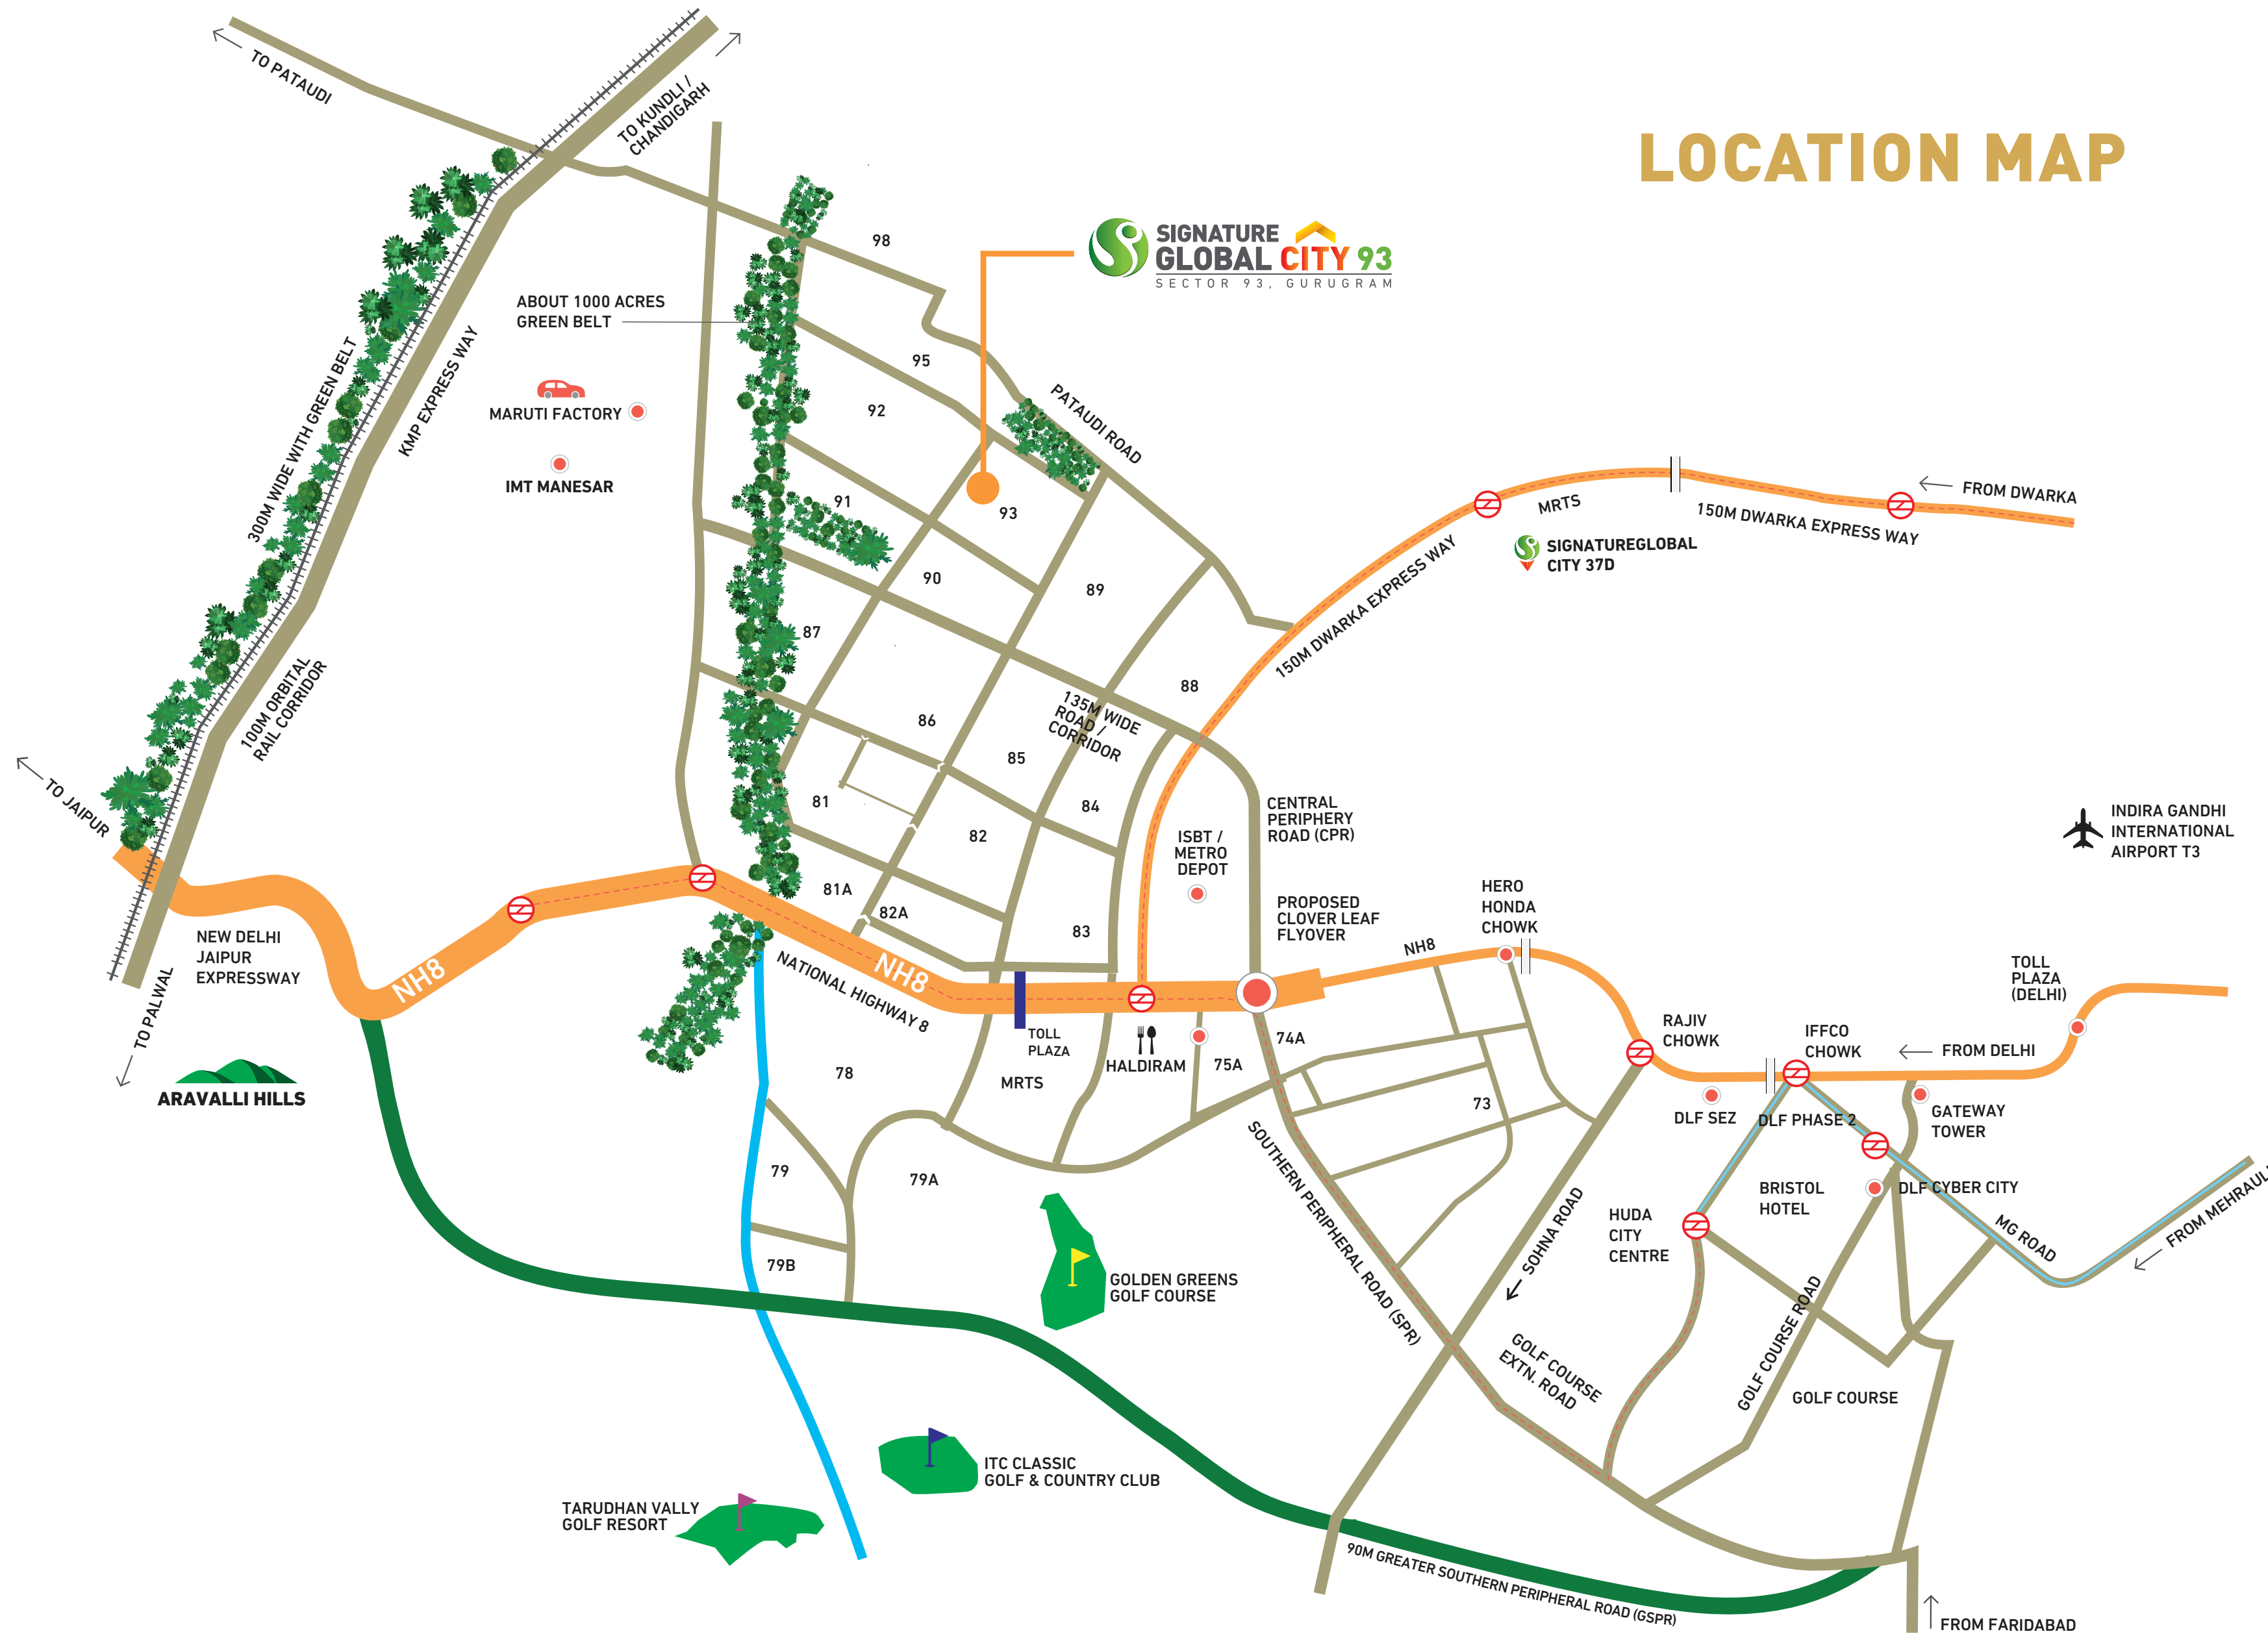 LOCATION MAP
TO PATAUDI
TO KUNDLI /
CHANDIGARH
SIGNATURE
GLOBAL CITY 93
SECTOR 93, GURUGRAM
98
ABOUT 1000 ACRES
GREEN BELT
95
92
PATAUDI ROAD
300M WIDE WITH GREEN BELT
KMP EXPRESS WAY
MARUTI FACTORY
IMT MANESAR
91
93
90
89
87
88
86
85
84
135M WIDE
ROAD /
CORRIDOR
MRTS
150M DWARKA EXPRESS WAY
FROM DWARKA
SIGNATUREGLOBAL
CITY 37D
150M DWARKA EXPRESS WAY
100M ORBITAL
RAIL CORRIDOR
TO JAIPUR
81
82
81A
82A
83
ISBT /
METRO
DEPOT
CENTRAL
PERIPHERY
ROAD (CPR)
PROPOSED
CLOVER LEAF
FLYOVER
INDIRA GANDHI
INTERNATIONAL
AIRPORT T3
HERO
HONDA
CHOWK
NH8
NEW DELHI
JAIPUR
EXPRESSWAY
NH8
NATIONAL HIGHWAY 8
NH8
TO PALWAL
ARAVALLI HILLS
TOLL
PLAZA
MRTS
HALDIRAM
75A
74A
73
78
79
79A
79B
RAJIV
CHOWK
IFFCO
CHOWK
FROM DELHI
TOLL
PLAZA
(DELHI)
DLF SEZ
DLF PHASE 2
GATEWAY
TOWER
BRISTOL
HOTEL
DLF CYBER CITY
HUDA
CITY
CENTRE
MG ROAD
FROM MEHRAULI
SOHNA ROAD
SOUTHERN PERIPHERAL ROAD (SPR)
GOLF COURSE
EXTN. ROAD
GOLF COURSE ROAD
GOLF COURSE
GOLDEN GREENS
GOLF COURSE
ITC CLASSIC
GOLF & COUNTRY CLUB
TARUDHAN VALLY
GOLF RESORT
90M GREATER SOUTHERN PERIPHERAL ROAD (GSPR)
FROM FARIDABAD